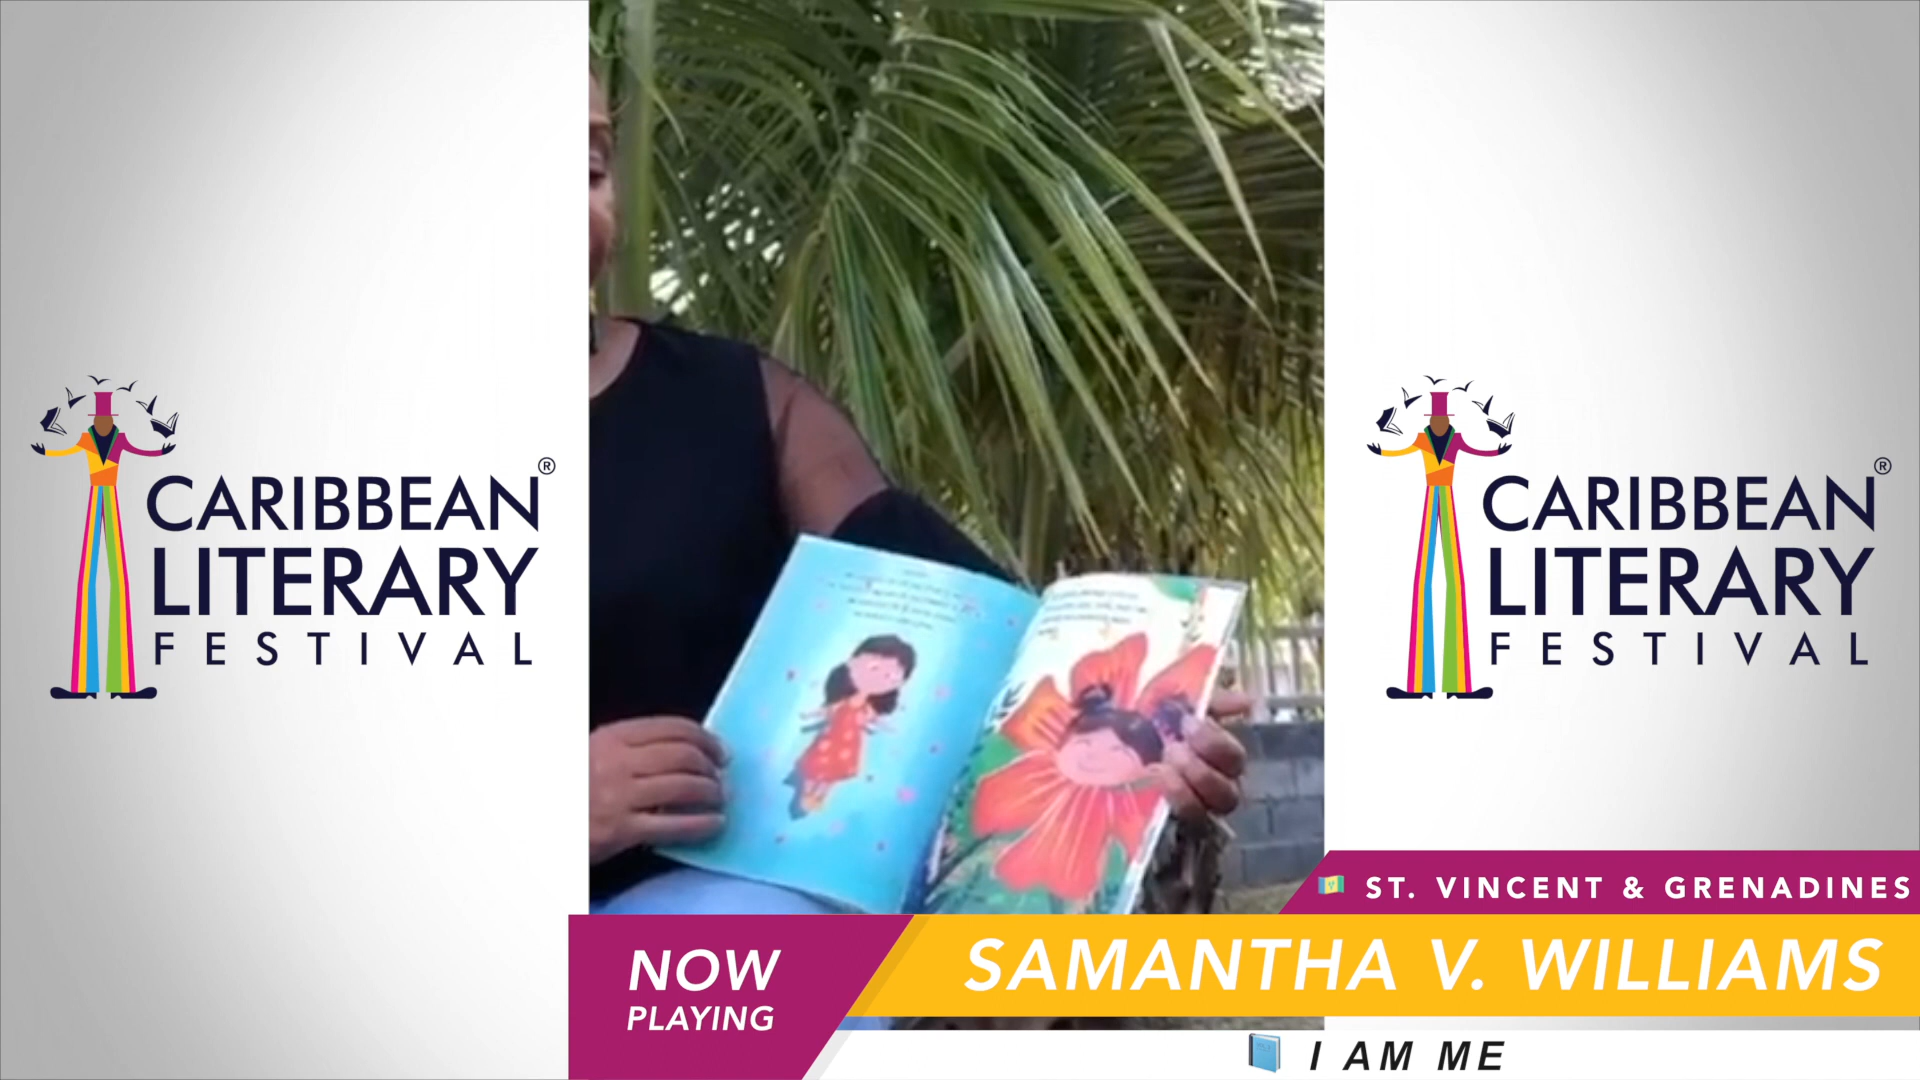 CARIBBEAN®
LITERARY
FESTIVAL
CARIBBEAN®
LITERARY
FESTIVAL
ST. VINCENT & GRENADINES
NOW
PLAYING
SAMANTHA V. WILLIAMS
I AM ME